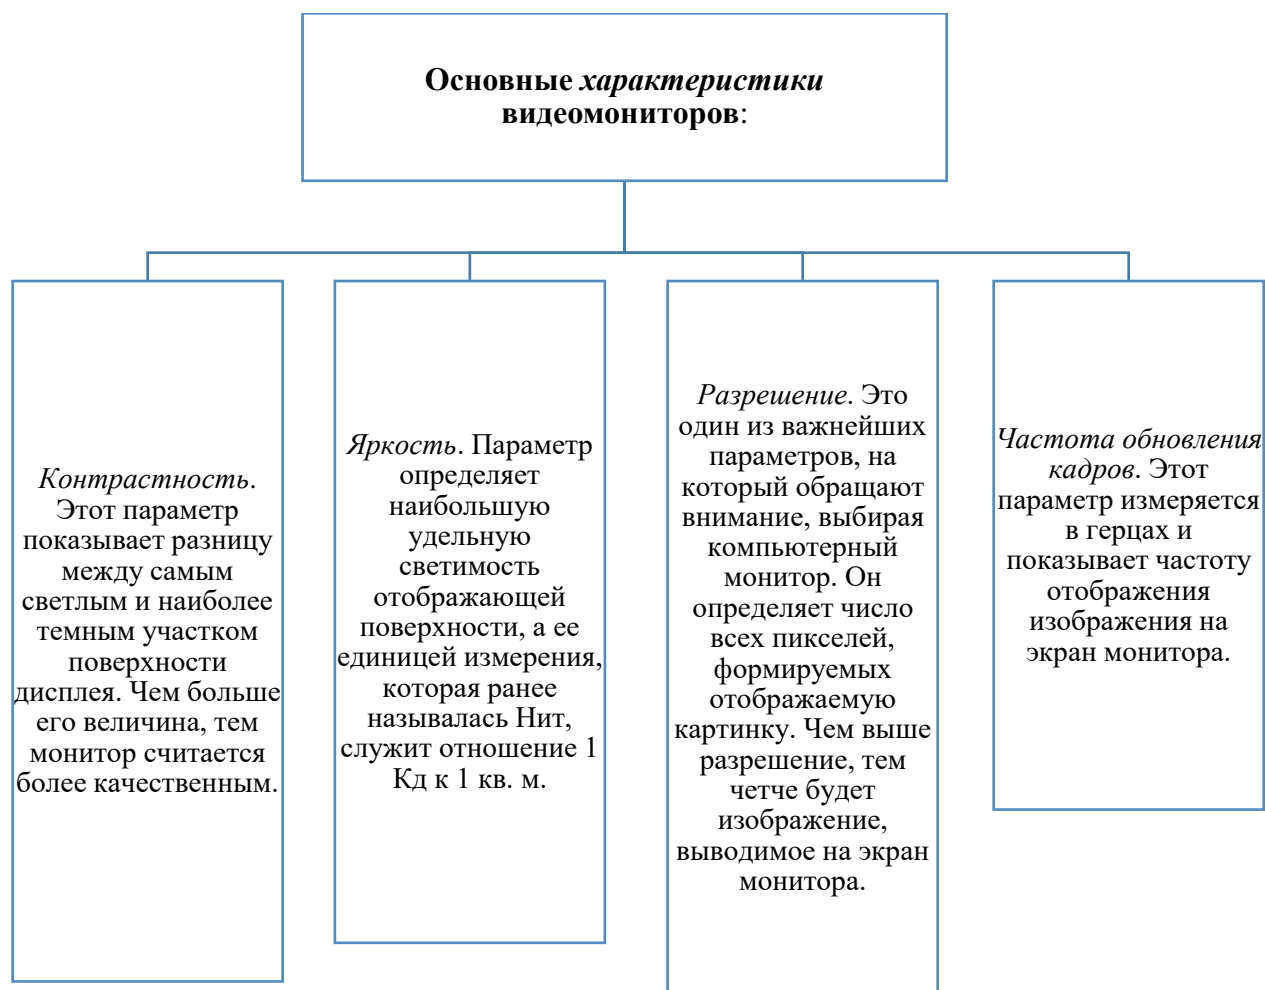 Основные характеристики
видеомониторов:
Контрастность.
Этот параметр
показывает разницу
между самым
светлым и наиболее
темным участком
поверхности
дисплея. Чем больше
его величина, тем
монитор считается
более качественным.
Яркость. Параметр
определяет
наибольшую
удельную
светимость
отображающей
поверхности, а ее
единицей измерения,
которая ранее
называлась Нит,
служит отношение 1
Кд к 1 кв. м.
Разрешение. Это
один из важнейших
параметров, на
который обращают
внимание, выбирая
компьютерный
монитор. Он
определяет число
всех пикселей,
формируемых
отображаемую
картинку. Чем выше
разрешение, тем
четче будет
изображение,
выводимое на экран
монитора.
Частота обновления
кадров. Этот
параметр измеряется
в герцах и
показывает частоту
отображения
изображения на
экран монитора.